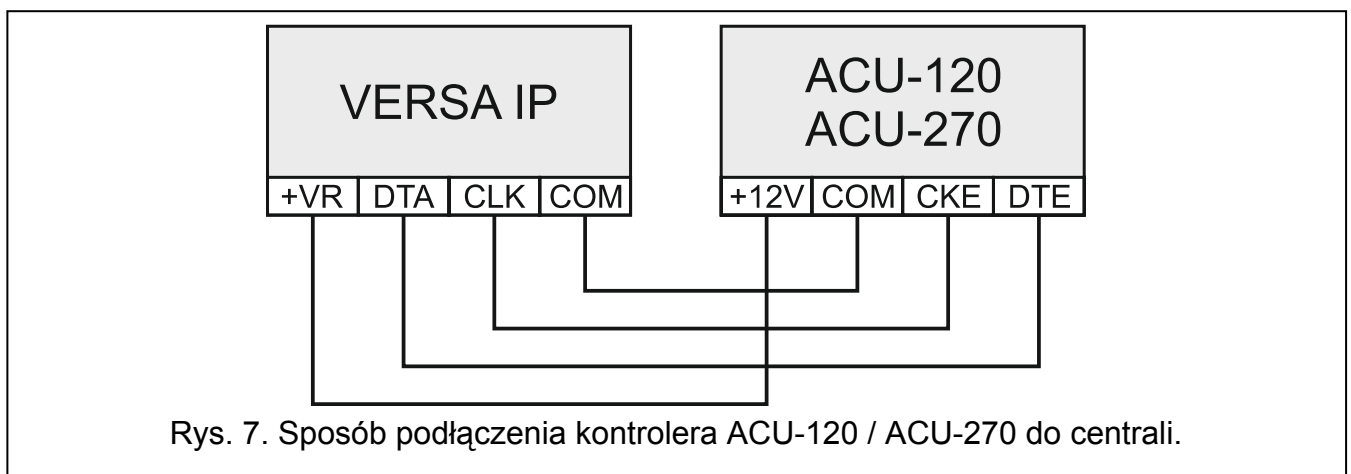 VERSA IP
+VR DTA CLK COM
ACU-120
ACU-270
+12V COM CKE DTE
Rys. 7. Sposób podłączenia kontrolera ACU-120 / ACU-270 do centrali.